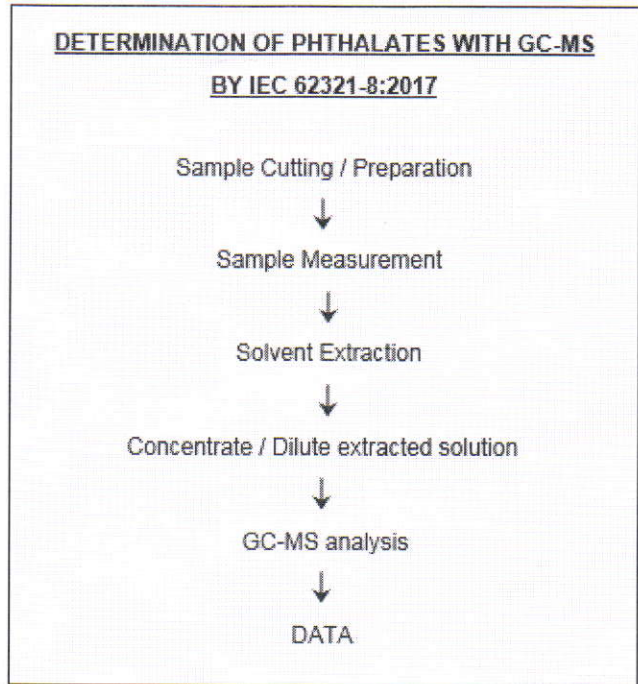 DETERMINATION OF PHTHALATES WITH GC-MS
BY IEC 62321-8:2017
Sample Cutting / Preparation
Sample Measurement
Solvent Extraction
Concentrate / Dilute extracted solution
GC-MS analysis
DATA